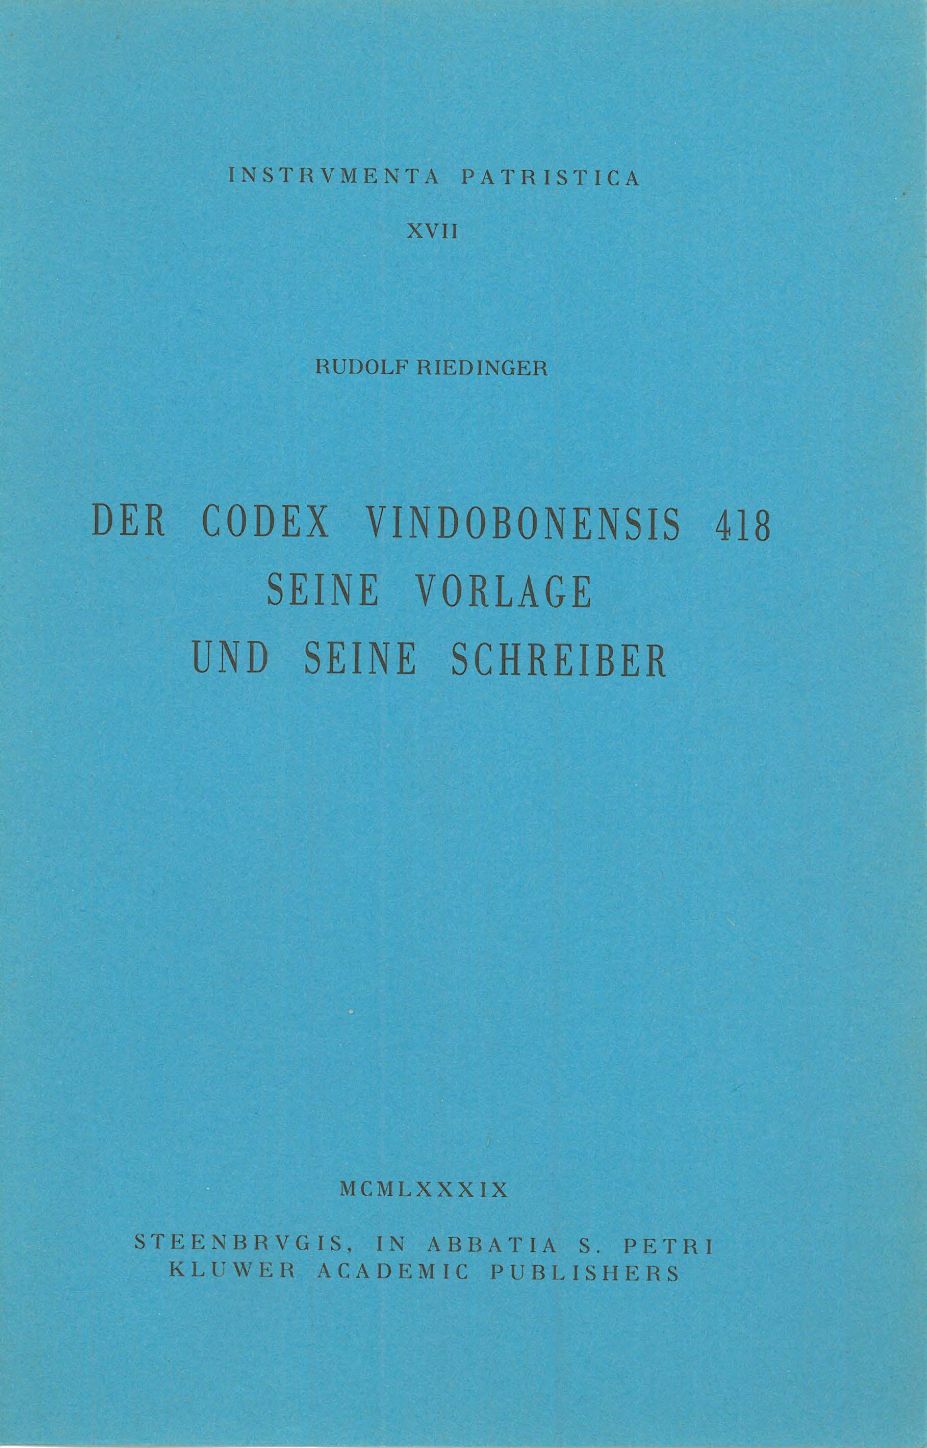 INSTRVMENTA PATRISTICA
XVII
RUDOLF RIEDINGER
DER CODEX VINDOBONENSIS 418
SEINE VORLAGE
UND SEINE SCHREIBER
MCMLXXXIX
STEENBRVGIS, IN ABBATIA S. PETRI
KLUWER ACADEMIC PUBLISHERS